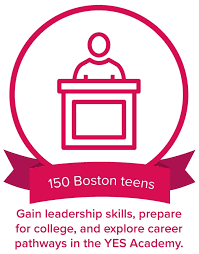 150 Boston teens
Gain leadership skills, prepare
for college, and explore career
pathways in the YES Academy.